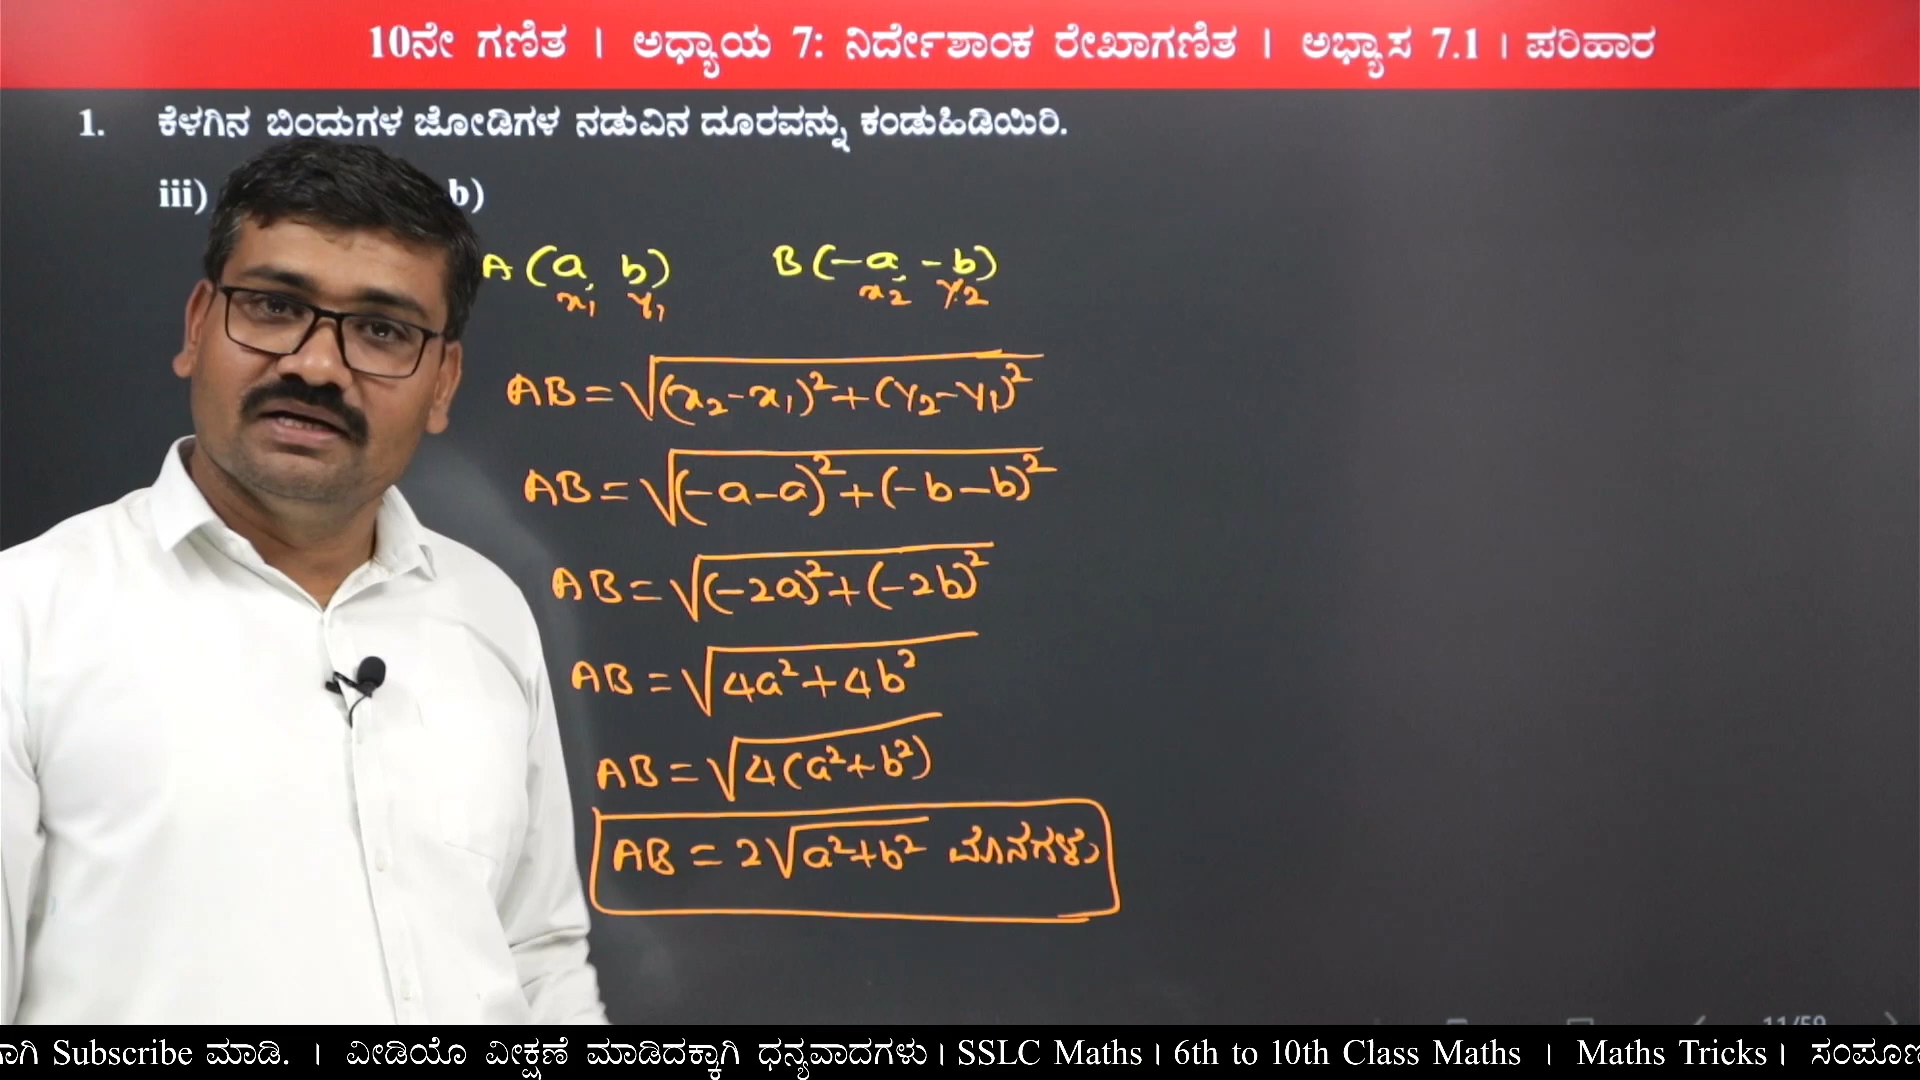 10ನೇ ಗಣಿತ | ಅಧ್ಯಾಯ 7: ನಿರ್ದೇಶಾಂಕ ರೇಖಾಗಣಿತ | ಅಭ್ಯಾಸ 7.1 | ಪರಿಹಾರ
1. ಕೆಳಗಿನ ಬಿಂದುಗಳ ಜೋಡಿಗಳ ನಡುವಿನ ದೂರವನ್ನು ಕಂಡುಹಿಡಿಯಿರಿ.
iii) b)
A (a, b) B (-a, -b)
x₁ y₁ x₂ y₂
AB = √(x₂-x₁)²+(y₂-y₁)²
AB = √(-a-a)²+(-b-b)²
AB = √(-2a)²+(-2b)²
AB = √4a²+4b²
AB = √4(a²+b²)
AB = 2√a²+b² ಮಾನಗಳು
11/59
ಾಗಿ Subscribe ಮಾಡಿ. | ವೀಡಿಯೊ ವೀಕ್ಷಣೆ ಮಾಡಿದಕ್ಕಾಗಿ ಧನ್ಯವಾದಗಳು | SSLC Maths | 6th to 10th Class Maths | Maths Tricks |